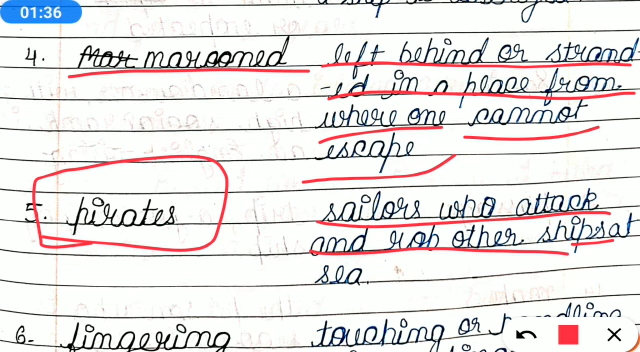 01:36
4. marooned left behind or strand
-ed in a place from
where one cannot
escape
5. pirates sailors who attack
and rob other ships at
sea.
6. fingering touching or